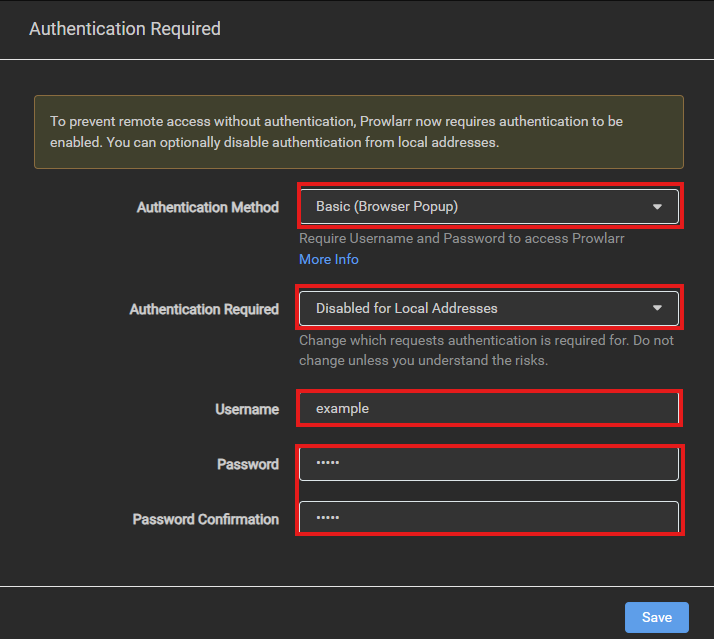 Authentication Required
To prevent remote access without authentication, Prowlarr now requires authentication to be
enabled. You can optionally disable authentication from local addresses.
Authentication Method
Basic (Browser Popup)
Require Username and Password to access Prowlarr
More Info
Authentication Required
Disabled for Local Addresses
Change which requests authentication is required for. Do not
change unless you understand the risks.
Username
example
Password
•••••
Password Confirmation
•••••
Save